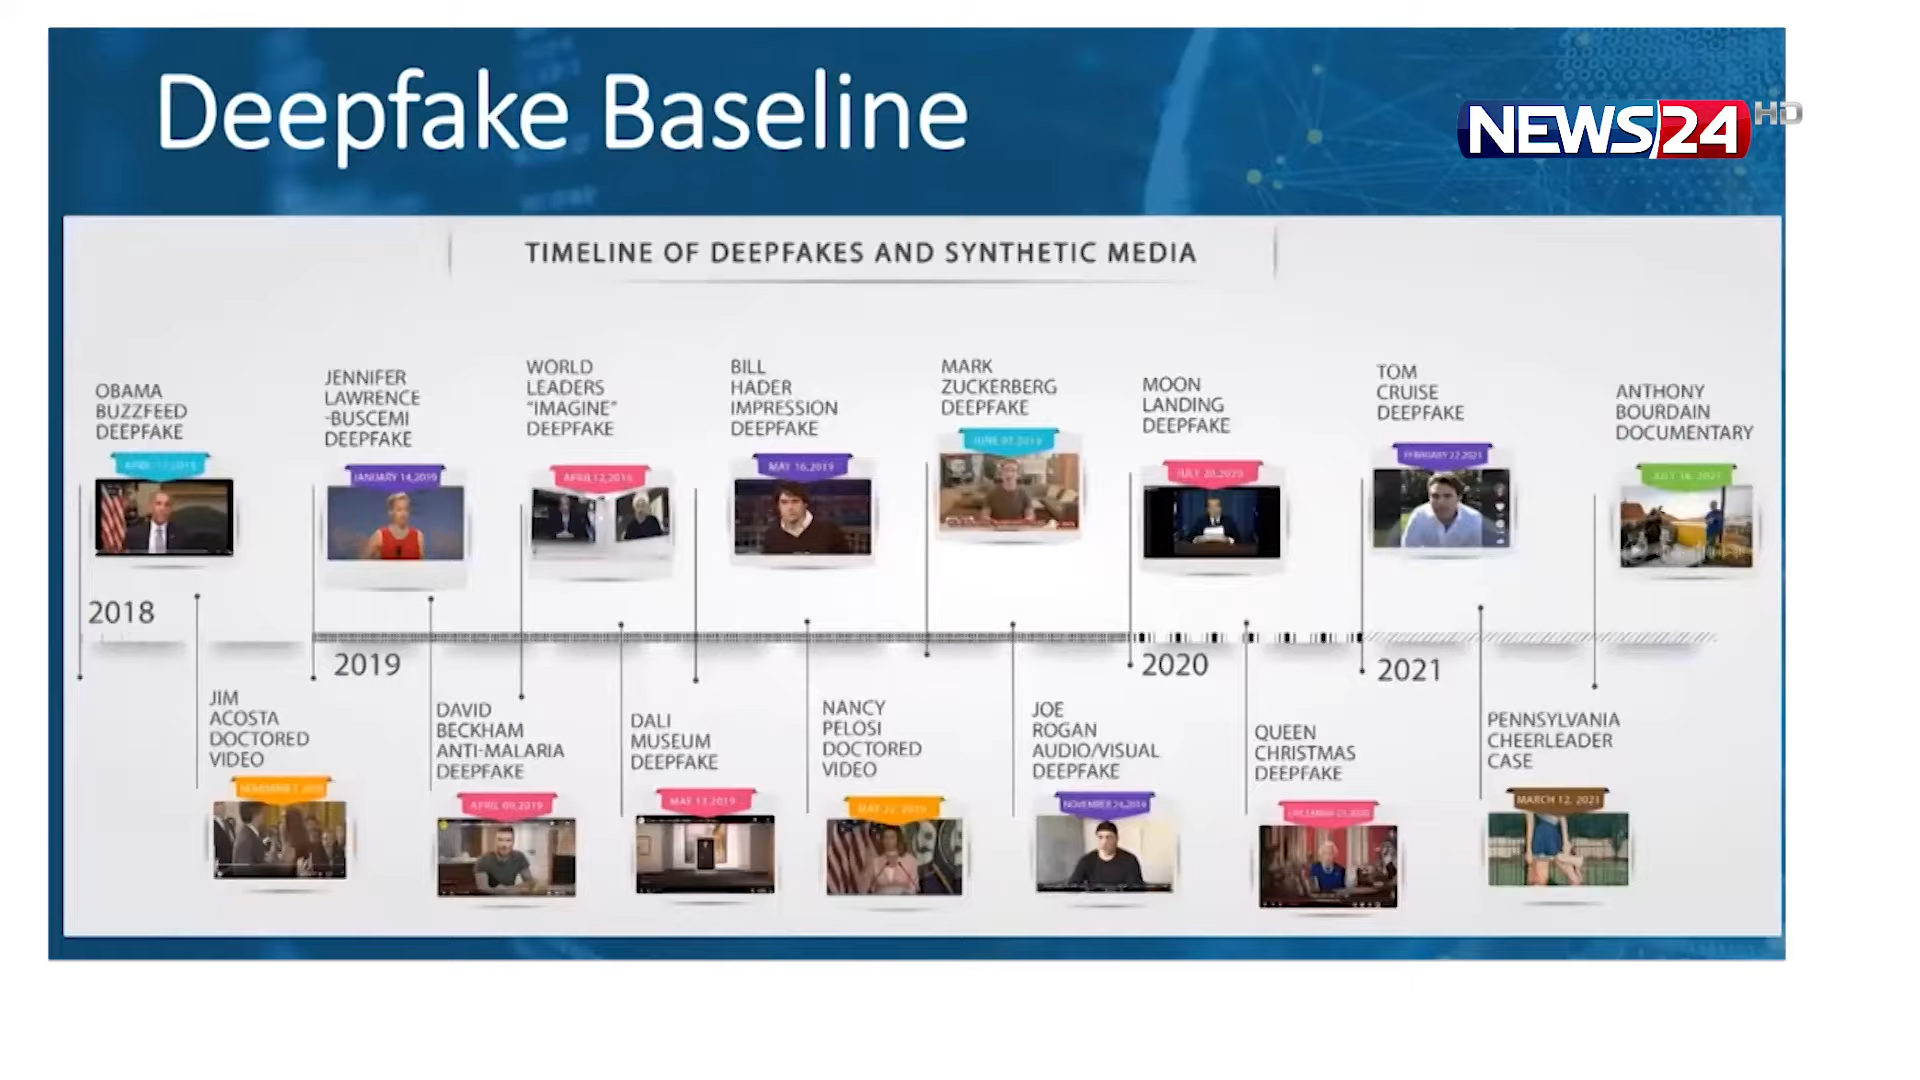 Deepfake Baseline
NEWS24 HD
TIMELINE OF DEEPFAKES AND SYNTHETIC MEDIA
OBAMA
BUZZFEED
DEEPFAKE
JENNIFER
LAWRENCE
-BUSCEMI
DEEPFAKE
JANUARY 14,2019
WORLD
LEADERS
"IMAGINE"
DEEPFAKE
APRIL 12,2019
BILL
HADER
IMPRESSION
DEEPFAKE
MAY 16,2019
MARK
ZUCKERBERG
DEEPFAKE
MOON
LANDING
DEEPFAKE
JULY 20,2020
TOM
CRUISE
DEEPFAKE
FEBRUARY 22,2021
ANTHONY
BOURDAIN
DOCUMENTARY
JULY 16, 2021
2018
2019
2020
2021
JIM
ACOSTA
DOCTORED
VIDEO
DAVID
BECKHAM
ANTI-MALARIA
DEEPFAKE
APRIL 09,2019
DALI
MUSEUM
DEEPFAKE
NANCY
PELOSI
DOCTORED
VIDEO
MAY 22, 2019
JOE
ROGAN
AUDIO/VISUAL
DEEPFAKE
NOVEMBER 24,2019
QUEEN
CHRISTMAS
DEEPFAKE
PENNSYLVANIA
CHEERLEADER
CASE
MARCH 12, 2021